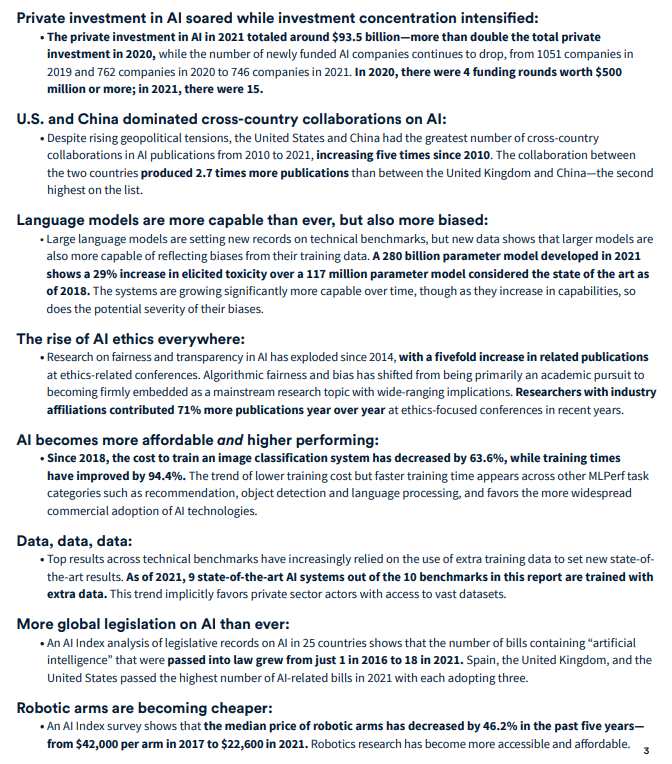 Private investment in AI soared while investment concentration intensified:
• The private investment in AI in 2021 totaled around $93.5 billion—more than double the total private
investment in 2020, while the number of newly funded AI companies continues to drop, from 1051 companies in
2019 and 762 companies in 2020 to 746 companies in 2021. In 2020, there were 4 funding rounds worth $500
million or more; in 2021, there were 15.
U.S. and China dominated cross-country collaborations on AI:
• Despite rising geopolitical tensions, the United States and China had the greatest number of cross-country
collaborations in AI publications from 2010 to 2021, increasing five times since 2010. The collaboration between
the two countries produced 2.7 times more publications than between the United Kingdom and China—the second
highest on the list.
Language models are more capable than ever, but also more biased:
• Large language models are setting new records on technical benchmarks, but new data shows that larger models are
also more capable of reflecting biases from their training data. A 280 billion parameter model developed in 2021
shows a 29% increase in elicited toxicity over a 117 million parameter model considered the state of the art as
of 2018. The systems are growing significantly more capable over time, though as they increase in capabilities, so
does the potential severity of their biases.
The rise of AI ethics everywhere:
• Research on fairness and transparency in AI has exploded since 2014, with a fivefold increase in related publications
at ethics-related conferences. Algorithmic fairness and bias has shifted from being primarily an academic pursuit to
becoming firmly embedded as a mainstream research topic with wide-ranging implications. Researchers with industry
affiliations contributed 71% more publications year over year at ethics-focused conferences in recent years.
AI becomes more affordable and higher performing:
• Since 2018, the cost to train an image classification system has decreased by 63.6%, while training times
have improved by 94.4%. The trend of lower training cost but faster training time appears across other MLPerf task
categories such as recommendation, object detection and language processing, and favors the more widespread
commercial adoption of AI technologies.
Data, data, data:
• Top results across technical benchmarks have increasingly relied on the use of extra training data to set new state-of-
the-art results. As of 2021, 9 state-of-the-art AI systems out of the 10 benchmarks in this report are trained with
extra data. This trend implicitly favors private sector actors with access to vast datasets.
More global legislation on AI than ever:
• An AI Index analysis of legislative records on AI in 25 countries shows that the number of bills containing “artificial
intelligence” that were passed into law grew from just 1 in 2016 to 18 in 2021. Spain, the United Kingdom, and the
United States passed the highest number of AI-related bills in 2021 with each adopting three.
Robotic arms are becoming cheaper:
• An AI Index survey shows that the median price of robotic arms has decreased by 46.2% in the past five years—
from $42,000 per arm in 2017 to $22,600 in 2021. Robotics research has become more accessible and affordable.
3